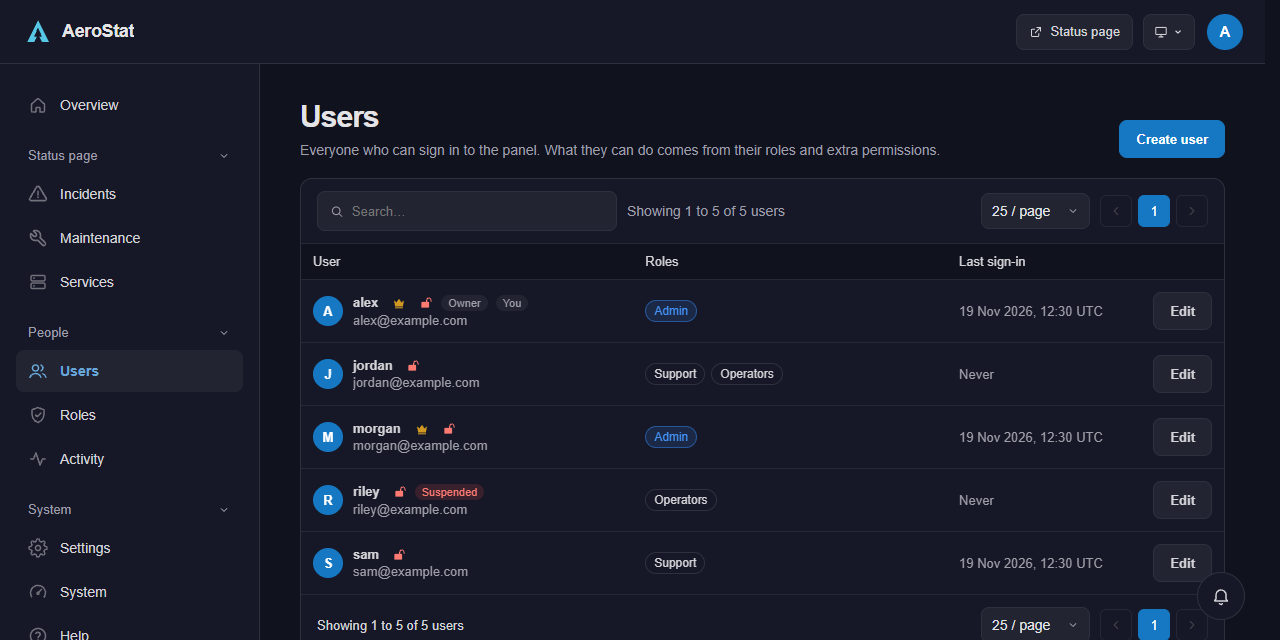 AeroStat
Status page
A
Overview
Status page
Incidents
Maintenance
Services
People
Users
Roles
Activity
System
Settings
System
Help
Users
Everyone who can sign in to the panel. What they can do comes from their roles and extra permissions.
Create user
Search...
Showing 1 to 5 of 5 users
25 / page
1
User Roles Last sign-in
A
alex Owner You
alex@example.com
Admin
19 Nov 2026, 12:30 UTC
Edit
J
jordan
jordan@example.com
Support Operators
Never
Edit
M
morgan
morgan@example.com
Admin
19 Nov 2026, 12:30 UTC
Edit
R
riley Suspended
riley@example.com
Operators
Never
Edit
S
sam
sam@example.com
Support
19 Nov 2026, 12:30 UTC
Edit
Showing 1 to 5 of 5 users
25 / page
1